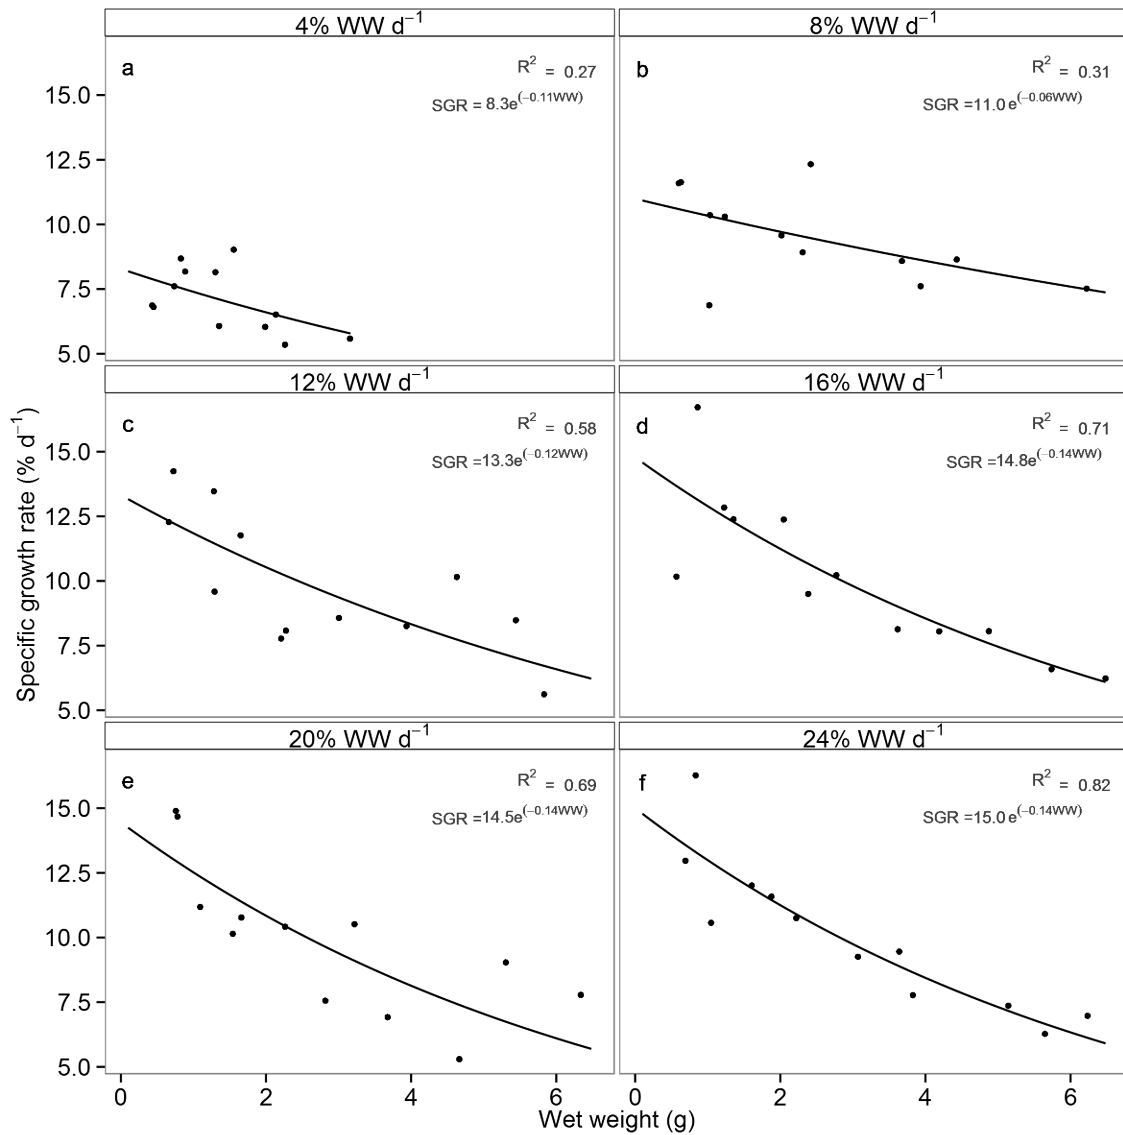 4% WW d−1
8% WW d−1
a
R2 = 0.27
SGR = 8.3e(−0.11WW)
b
R2 = 0.31
SGR =11.0 e(−0.06WW)
15.0
12.5
10.0
7.5
5.0
12% WW d−1
16% WW d−1
c
R2 = 0.58
SGR =13.3e(−0.12WW)
d
R2 = 0.71
SGR =14.8e(−0.14WW)
15.0
12.5
10.0
7.5
5.0
Specific growth rate (% d−1)
20% WW d−1
24% WW d−1
e
R2 = 0.69
SGR =14.5e(−0.14WW)
f
R2 = 0.82
SGR =15.0 e(−0.14WW)
15.0
12.5
10.0
7.5
5.0
0 2 4 6 0 2 4 6
Wet weight (g)